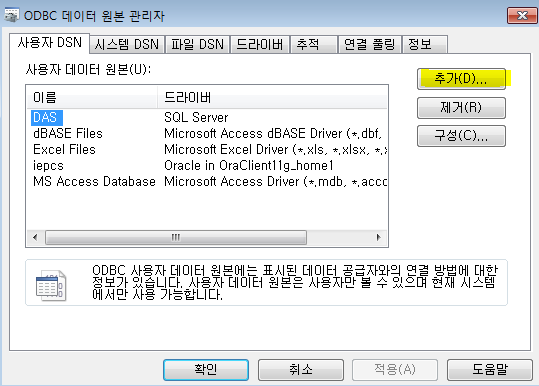 ODBC 데이터 원본 관리자
사용자 DSN 시스템 DSN 파일 DSN 드라이버 추적 연결 풀링 정보
사용자 데이터 원본(U):
추가(D)...
이름 드라이버
제거(R)
DAS SQL Server
구성(C)...
dBASE Files Microsoft Access dBASE Driver (*.dbf,
Excel Files Microsoft Excel Driver (*.xls, *.xlsx, *.x
iepcs Oracle in OraClient11g_home1
MS Access Database Microsoft Access Driver (*.mdb, *.accd
ODBC 사용자 데이터 원본에는 표시된 데이터 공급자와의 연결 방법에 대한
정보가 있습니다. 사용자 데이터 원본은 사용자만 볼 수 있으며 현재 시스템
에서만 사용 가능합니다.
확인 취소 적용(A) 도움말